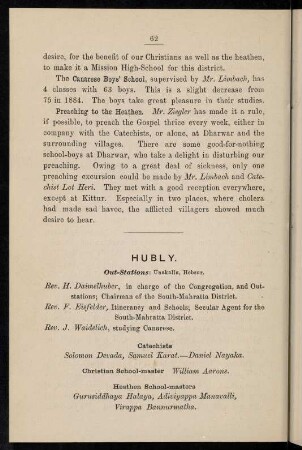 62
desire, for the benefit of our Christians as well as the heathen,
to make it a Mission High-School for this district.
The Canarese Boys' School, supervised by Mr. Limbach, has
4 classes with 63 boys. This is a slight decrease from
75 in 1884. The boys take great pleasure in their studies.
Preaching to the Heathen. Mr. Ziegler has made it a rule,
if possible, to preach the Gospel thrice every week, either in
company with the Catechists, or alone, at Dharwar and the
surrounding villages. There are some good-for-nothing
school-boys at Dharwar, who take a delight in disturbing our
preaching. Owing to a great deal of sickness, only one
preaching excursion could be made by Mr. Limbach and Cate-
chist Lot Heri. They met with a good reception everywhere,
except at Kittur. Especially in two places, where cholera
had made sad havoc, the afflicted villagers showed much
desire to hear.
HUBLY.
Out-Stations: Unakallu, Hebsur.
Rev. H. Daimelhuber, in charge of the Congregation, and Out-
stations; Chairman of the South-Mahratta District.
Rev. F. Eisfelder, Itinerancy and Schools; Secular Agent for the
South-Mahratta District.
Rev. J. Waidelich, studying Canarese.
Catechists
Solomon Devada, Samuel Karat.—Daniel Nayaka.
Christian School-master William Aarons.
Heathen School-masters
Gurusiddhaya Halaya, Adiviyappa Manavalli,
Virappa Bansurmatha.